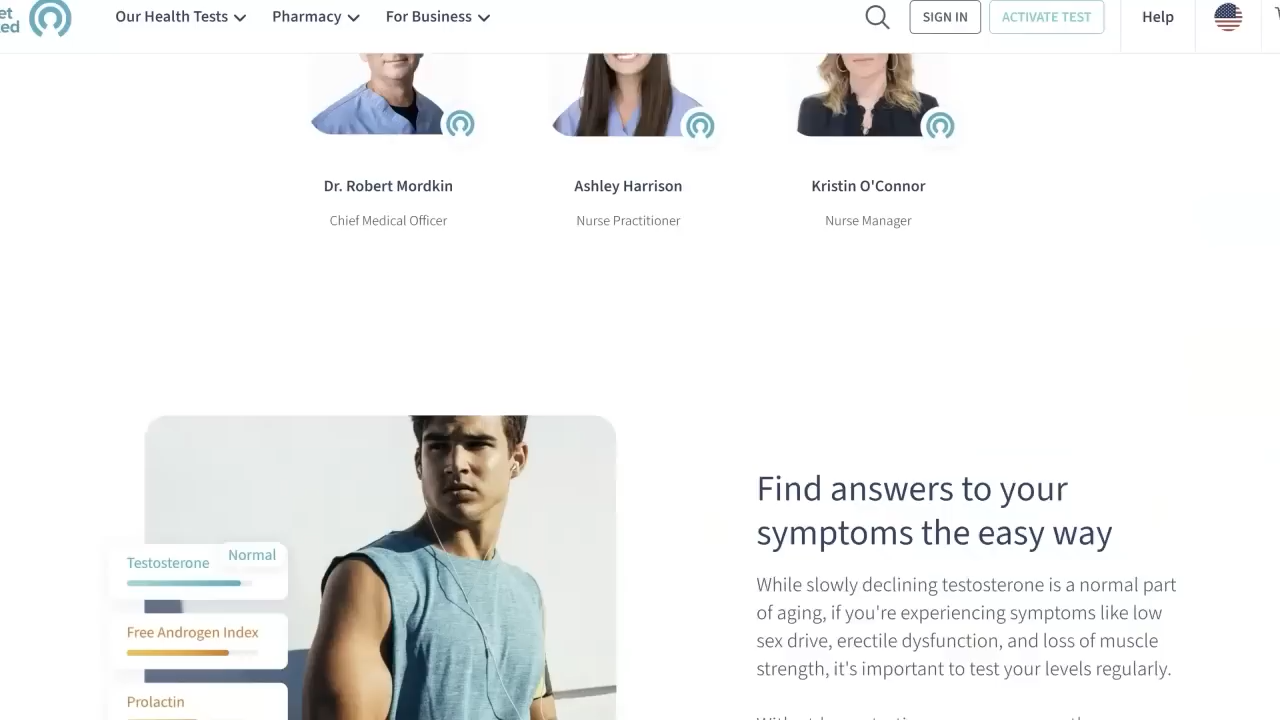 et
ed
Our Health Tests
Pharmacy
For Business
SIGN IN
ACTIVATE TEST
Help
Dr. Robert Mordkin
Ashley Harrison
Kristin O'Connor
Chief Medical Officer
Nurse Practitioner
Nurse Manager
Find answers to your
symptoms the easy way
While slowly declining testosterone is a normal part
of aging, if you're experiencing symptoms like low
sex drive, erectile dysfunction, and loss of muscle
strength, it's important to test your levels regularly.
Testosterone
Normal
Free Androgen Index
Prolactin